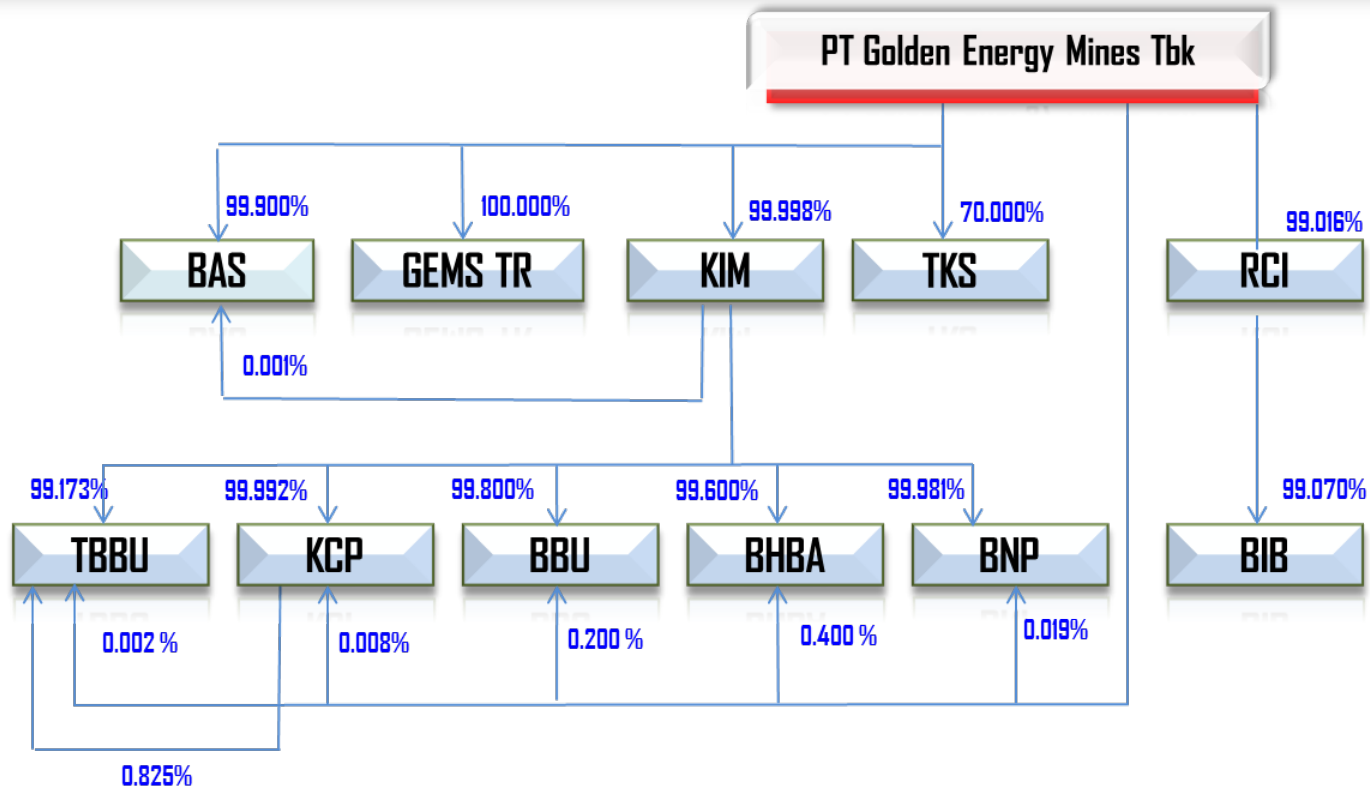 PT Golden Energy Mines Tbk
99.900%
100.000%
99.998%
70.000%
99.016%
BAS
GEMS TR
KIM
TKS
RCI
0.001%
99.173%
99.992%
99.800%
99.600%
99.981%
99.070%
TBBU
KCP
BBU
BHBA
BNP
BIB
0.002 %
0.008%
0.200 %
0.400 %
0.019%
0.825%